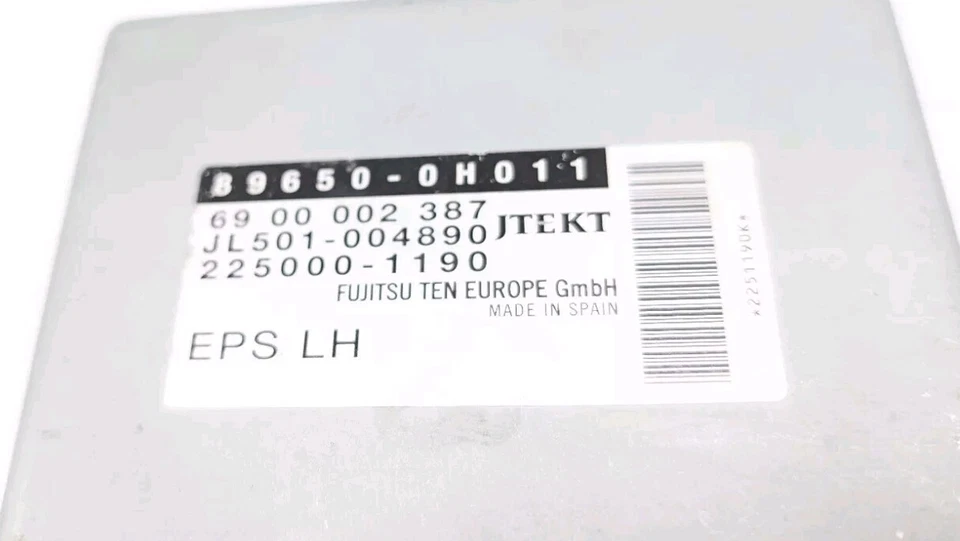 89650-0H011
69 00 002 387
JL501-004890
JTEKT
225000-1190
FUJITSU TEN EUROPE GmbH
MADE IN SPAIN
EPS LH
*2251190K*